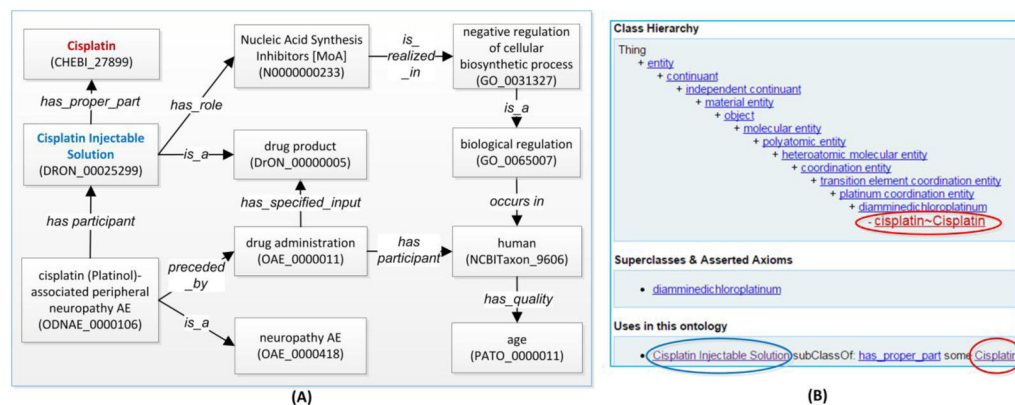 Cisplatin
(CHEBI_27899)
has_proper_part
Cisplatin Injectable
Solution
(DRON_00025299)
has participant
cisplatin (Platinol)-
associated peripheral
neuropathy AE
(ODNAE_0000106)
Nucleic Acid Synthesis
Inhibitors [MoA]
(N0000000233)
has_role
is_a
drug product
(DrON_00000005)
has_specified_input
preceded
_by
drug administration
(OAE_0000011)
is_a
neuropathy AE
(OAE_0000418)
is_
realized
_in
negative regulation
of cellular
biosynthetic process
(GO_0031327)
is_a
biological regulation
(GO_0065007)
occurs in
has
participant
human
(NCBITaxon_9606)
has_quality
age
(PATO_0000011)
(A)
Class Hierarchy
Thing
+ entity
+ continuant
+ independent continuant
+ material entity
+ object
+ molecular entity
+ polyatomic entity
+ heteroatomic molecular entity
+ coordination entity
+ transition element coordination entity
+ platinum coordination entity
+ diamminedichloroplatinum
- cisplatin~Cisplatin
Superclasses & Asserted Axioms
• diamminedichloroplatinum
Uses in this ontology
• Cisplatin Injectable Solution subClassOf: has_proper_part some Cisplatin
(B)